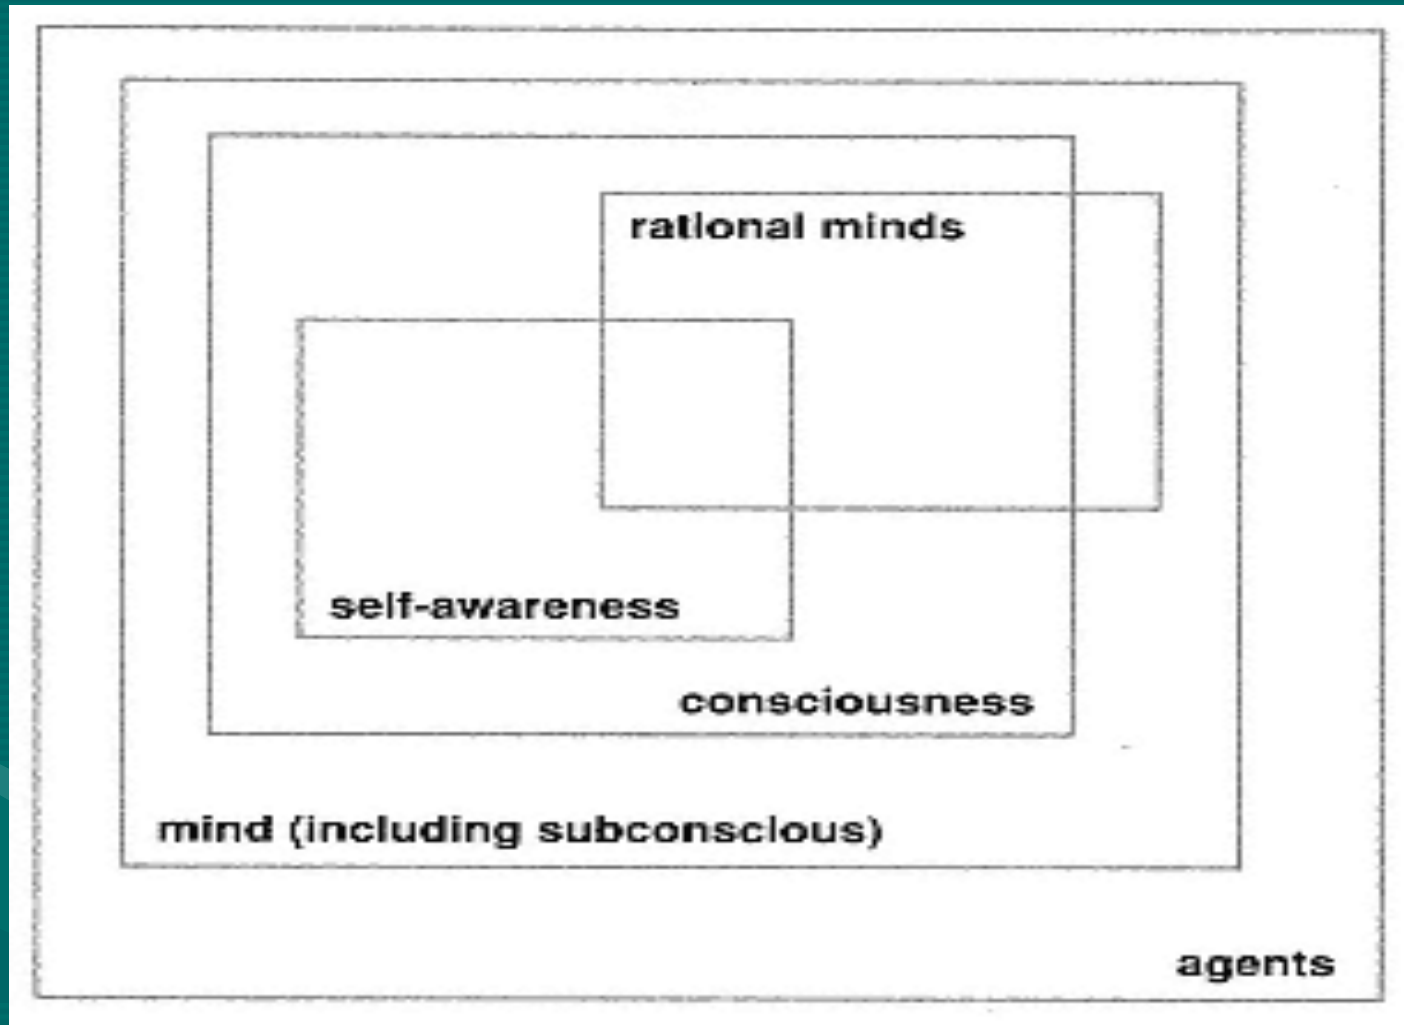 rational minds
self-awareness
consciousness
mind (including subconscious)
agents